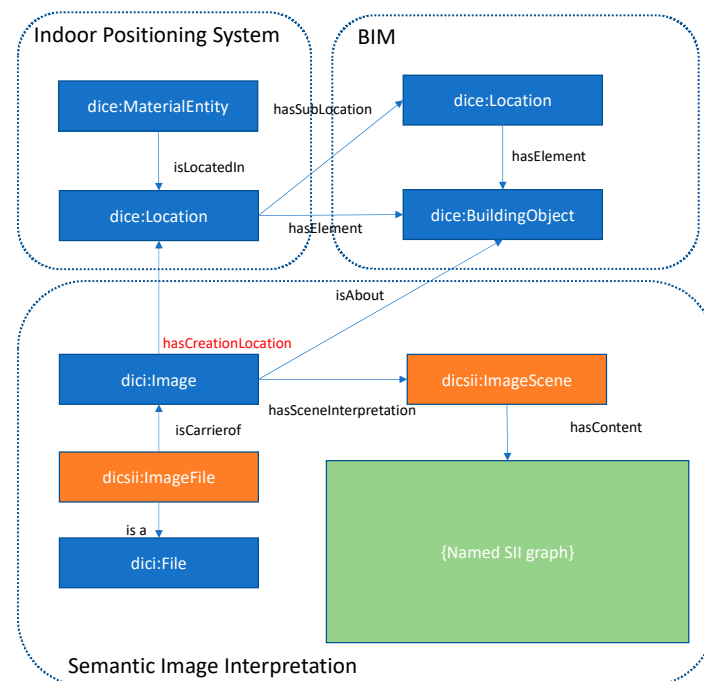 Indoor Positioning System
BIM
dice:MaterialEntity
dice:Location
hasSubLocation
isLocatedIn
hasElement
dice:Location
dice:BuildingObject
hasElement
isAbout
hasCreationLocation
dici:Image
dicsii:ImageScene
hasSceneInterpretation
isCarrierof
hasContent
dicsii:ImageFile
is a
dici:File
{Named SII graph}
Semantic Image Interpretation